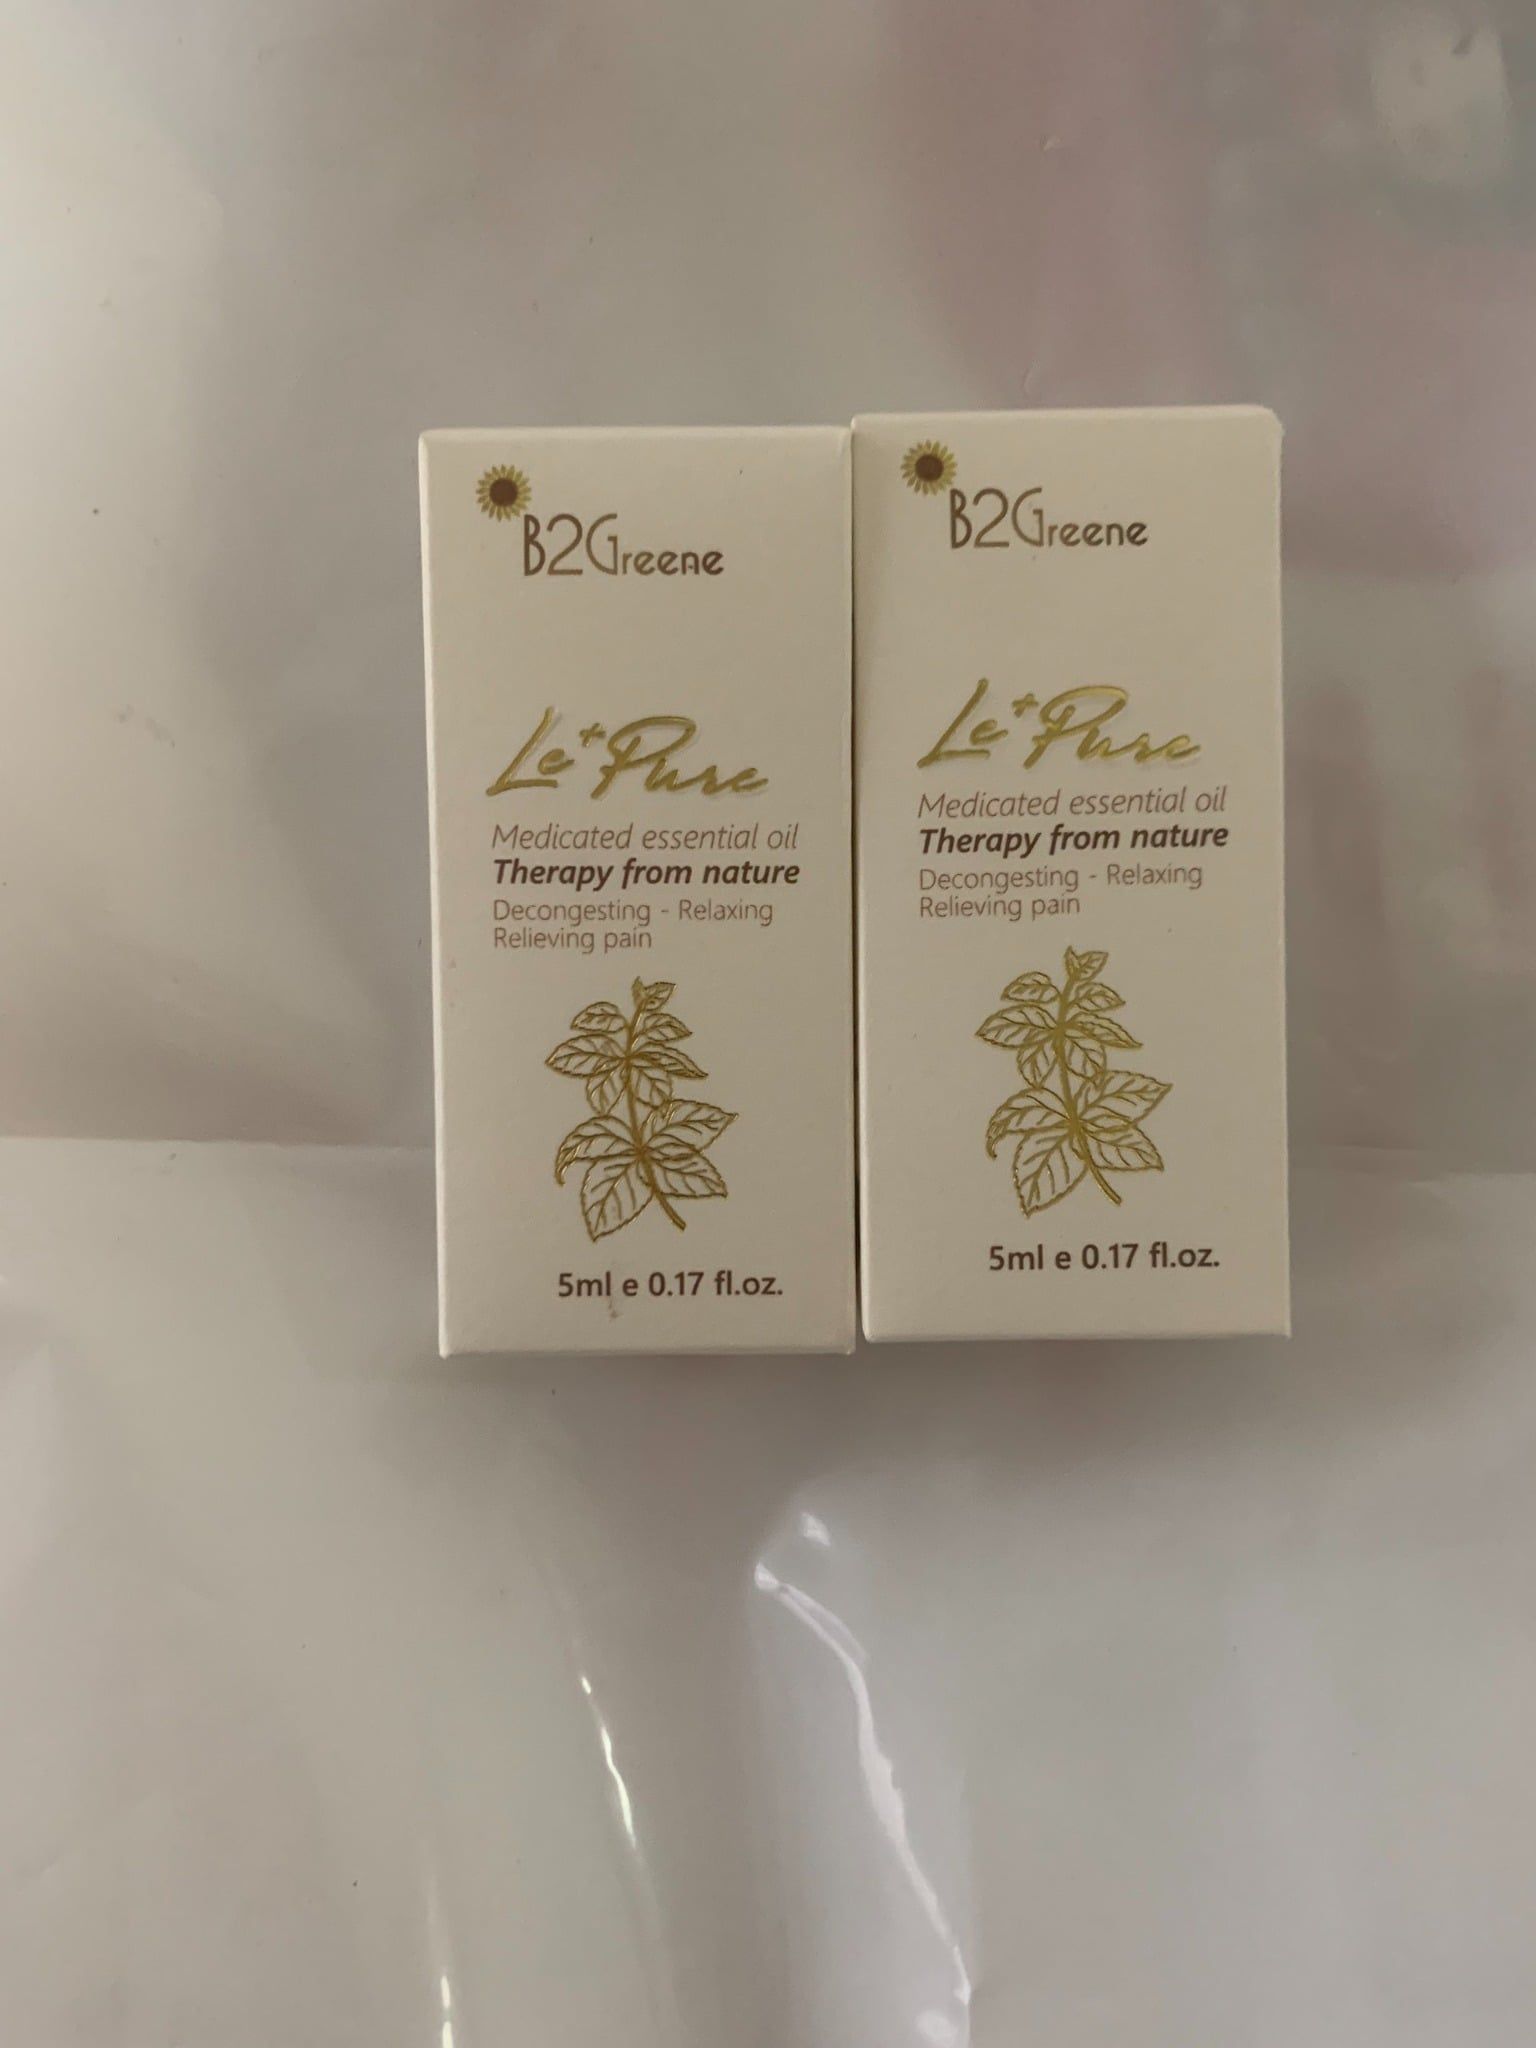 B2Greene
Le+Pure
Medicated essential oil
Therapy from nature
Decongesting - Relaxing
Relieving pain
5ml e 0.17 fl.oz.
B2Greene
Le+Pure
Medicated essential oil
Therapy from nature
Decongesting - Relaxing
Relieving pain
5ml e 0.17 fl.oz.